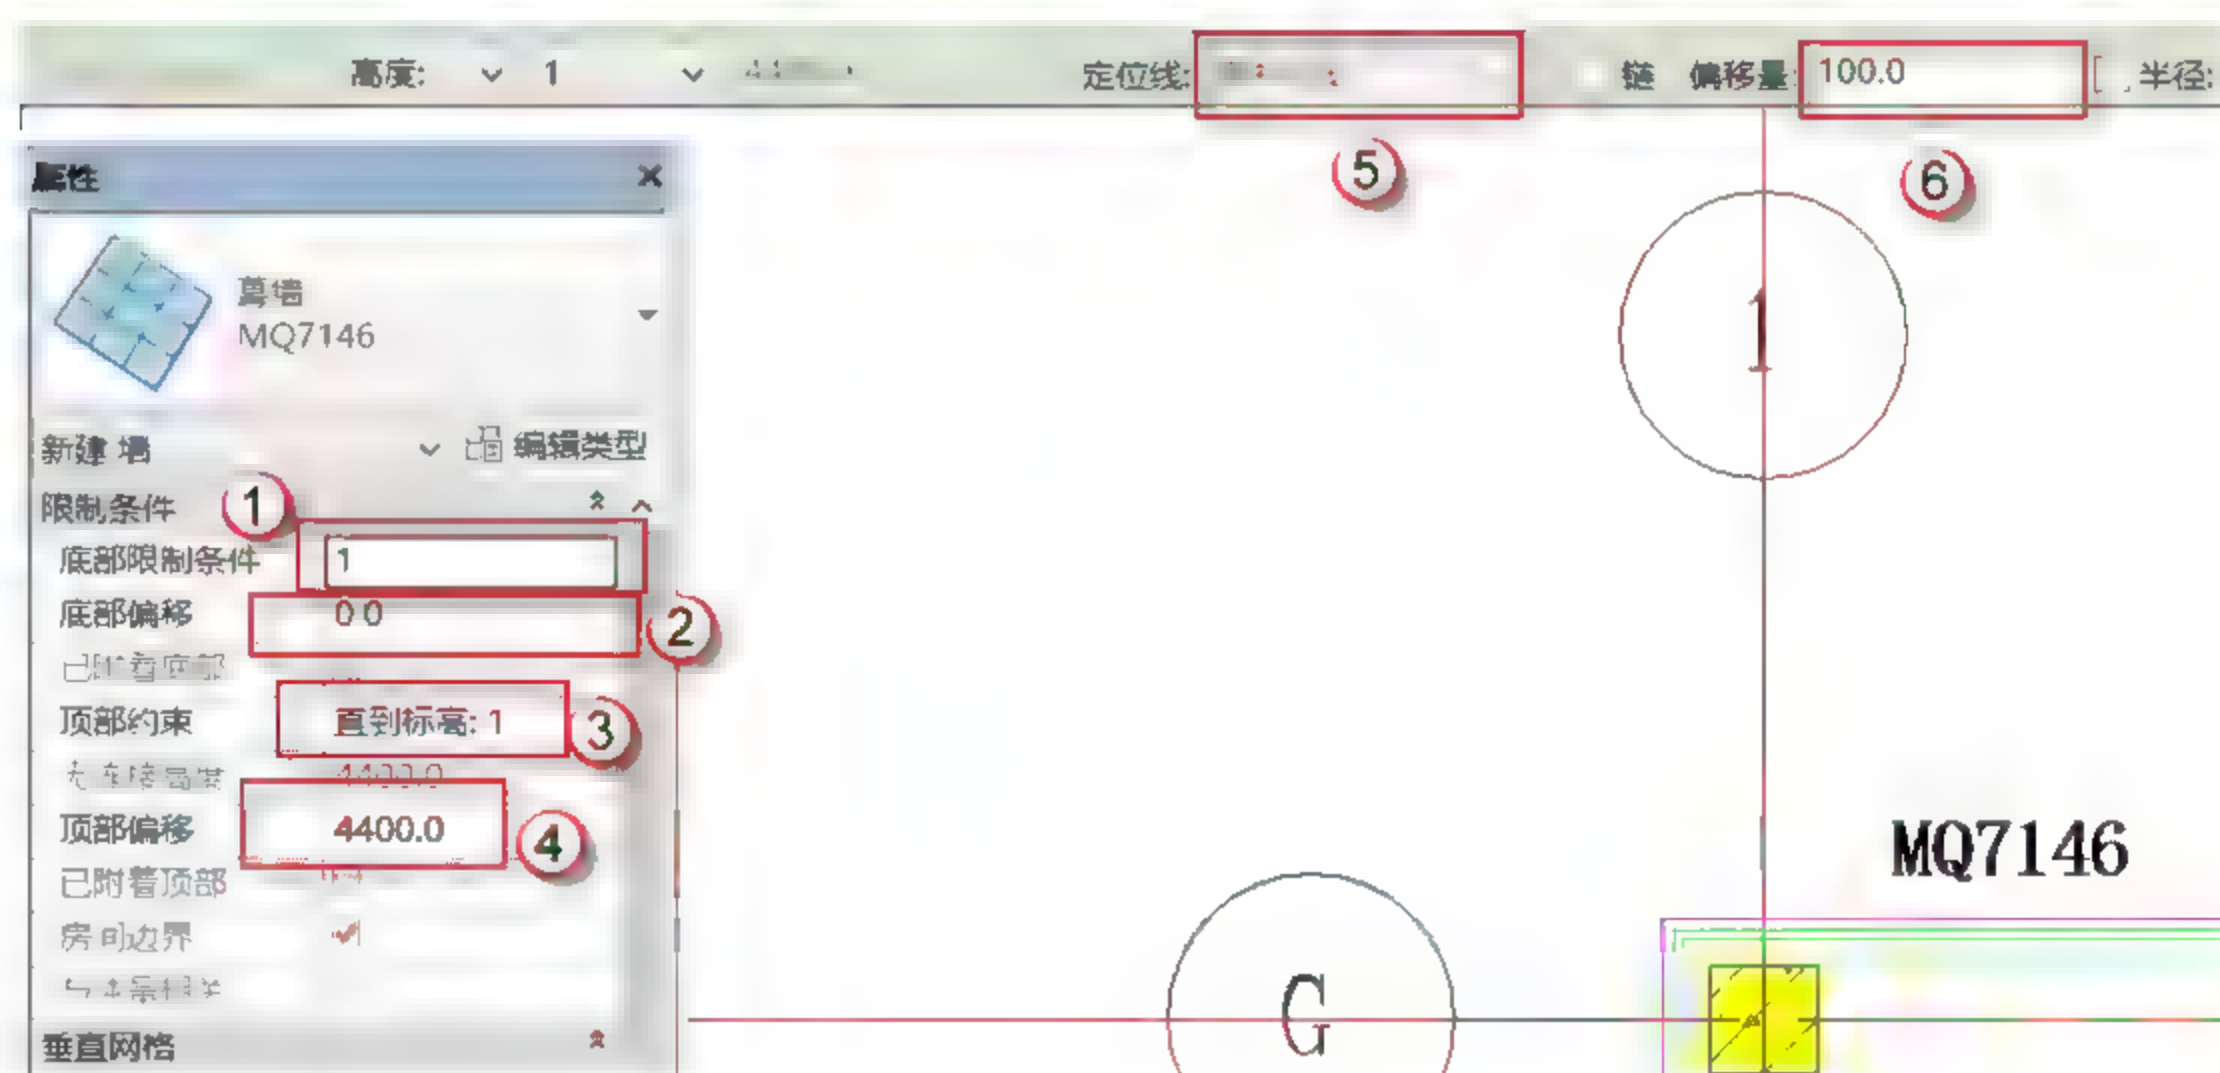 高度: 1
定位线:
链 偏移量: 100.0 半径:
⑤
⑥
属性
幕墙
MQ7146
新建 墙 编辑类型
限制条件 ①
底部限制条件 1
底部偏移 0 0 ②
顶部约束 直到标高: 1 ③
4400.0
顶部偏移 4400.0 ④
已附着顶部
房间边界
垂直网格
1
MQ7146
G